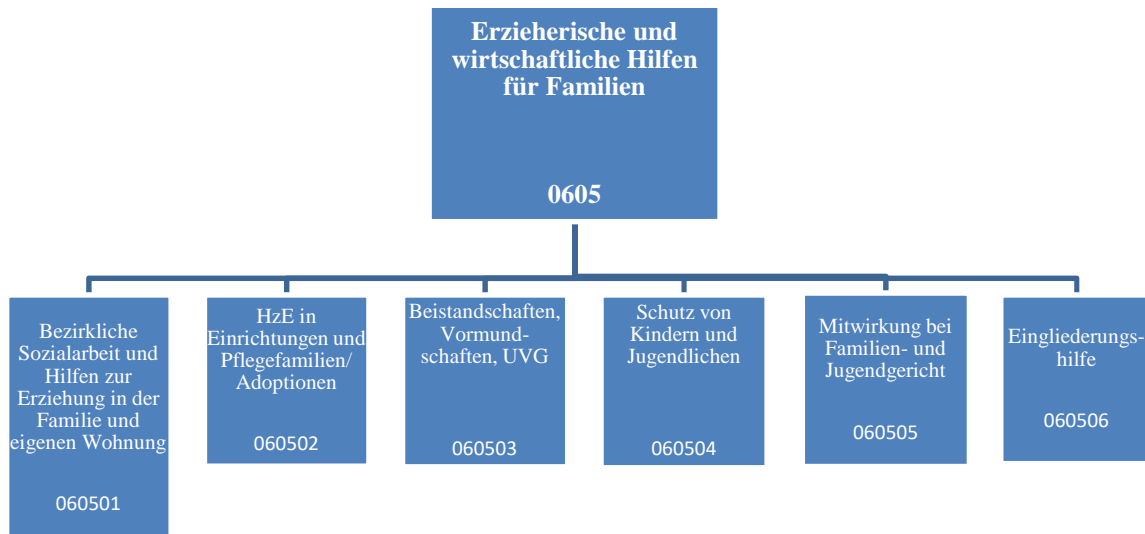 Erzieherische und
wirtschaftliche Hilfen
für Familien
0605
Bezirkliche
Sozialarbeit und
Hilfen zur
Erziehung in der
Familie und
eigenen Wohnung
060501
HzE in
Einrichtungen und
Pflegefamilien/
Adoptionen
060502
Beistandschaften,
Vormund-
schaften, UVG
060503
Schutz von
Kindern und
Jugendlichen
060504
Mitwirkung bei
Familien- und
Jugendgericht
060505
Eingliederungs-
hilfe
060506